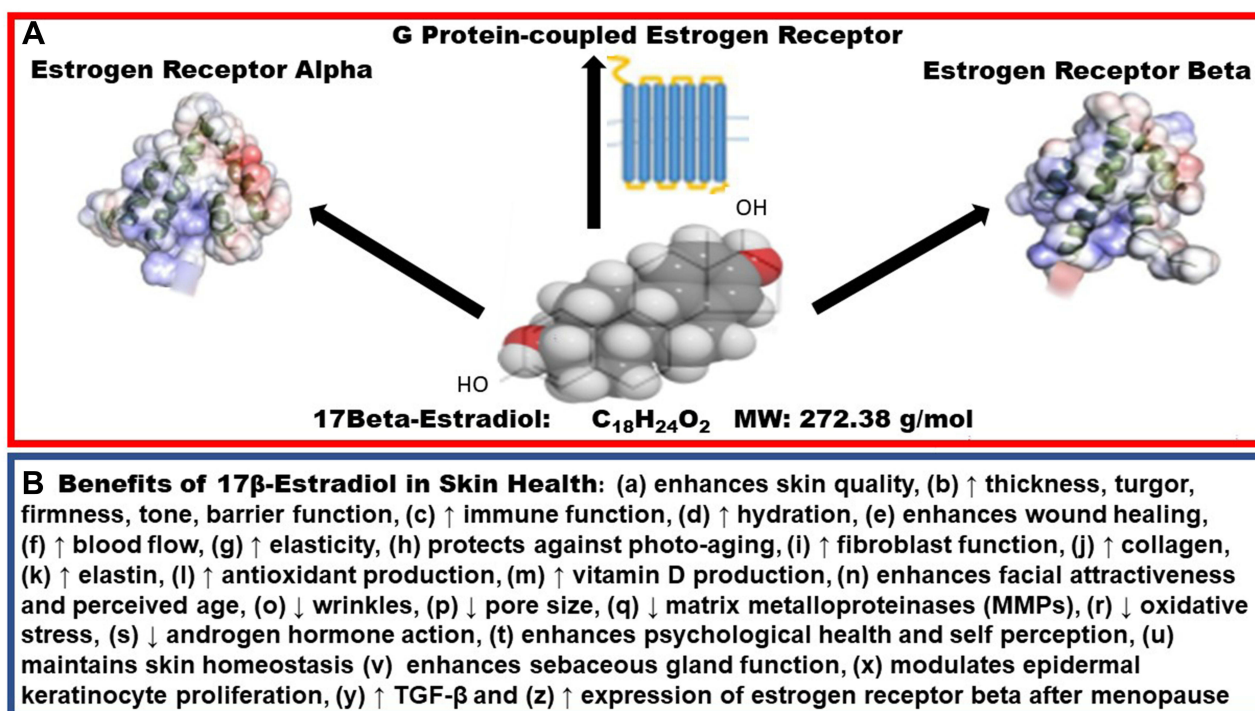 A
G Protein-coupled Estrogen Receptor
Estrogen Receptor Alpha
Estrogen Receptor Beta
OH
HO
17Beta-Estradiol: C₁₈H₂₄O₂ MW: 272.38 g/mol
B Benefits of 17β-Estradiol in Skin Health: (a) enhances skin quality, (b) ↑ thickness, turgor,
firmness, tone, barrier function, (c) ↑ immune function, (d) ↑ hydration, (e) enhances wound healing,
(f) ↑ blood flow, (g) ↑ elasticity, (h) protects against photo-aging, (i) ↑ fibroblast function, (j) ↑ collagen,
(k) ↑ elastin, (l) ↑ antioxidant production, (m) ↑ vitamin D production, (n) enhances facial attractiveness
and perceived age, (o) ↓ wrinkles, (p) ↓ pore size, (q) ↓ matrix metalloproteinases (MMPs), (r) ↓ oxidative
stress, (s) ↓ androgen hormone action, (t) enhances psychological health and self perception, (u)
maintains skin homeostasis (v) enhances sebaceous gland function, (x) modulates epidermal
keratinocyte proliferation, (y) ↑ TGF-β and (z) ↑ expression of estrogen receptor beta after menopause